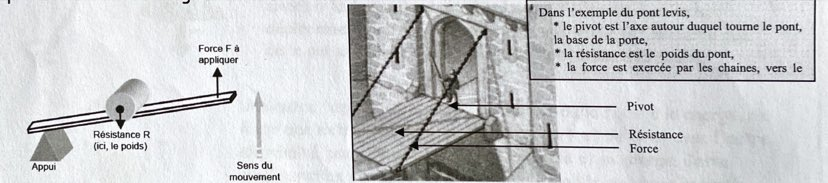 Force F à
appliquer
Résistance R
(ici, le poids)
Appui
Sens du
mouvement
Dans l'exemple du pont levis,
* le pivot est l'axe autour duquel tourne le pont,
la base de la porte,
* la résistance est le poids du pont,
* la force est exercée par les chaines, vers le
Pivot
Résistance
Force